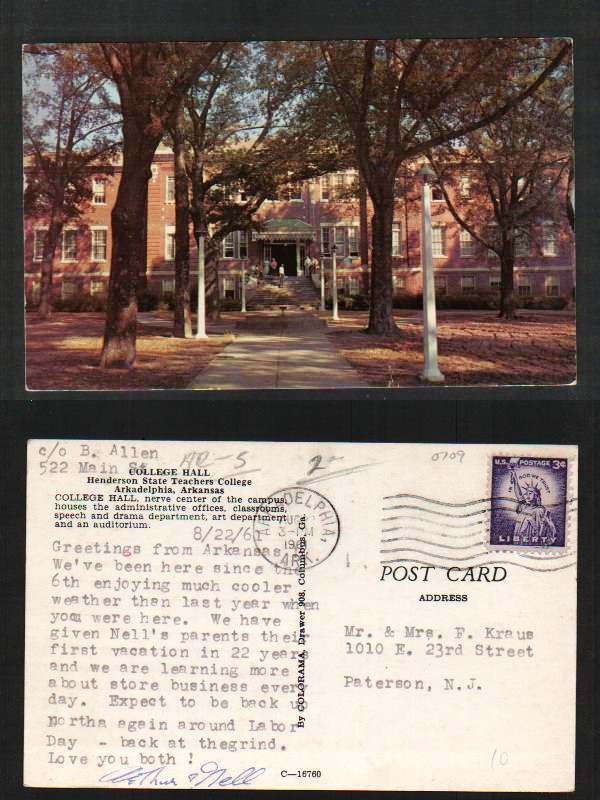 c/o B. Allen
522 Main St
AR-5
2-
0709
COLLEGE HALL
Henderson State Teachers College
Arkadelphia, Arkansas
COLLEGE HALL, nerve center of the campus,
houses the administrative offices, classrooms,
speech and drama department, art department
and an auditorium.
8/22/61
Greetings from Arkansas!
We've been here since the
6th enjoying much cooler
weather than last year when
you were here. We have
given Nell's parents their
first vacation in 22 years
and we are learning more
about store business every
day. Expect to be back up
northa again around Labor
Day - back at thegrind.
Love you both !
Arthur & Nell
By COLORAMA, Drawer 908, Columbus, Ga.
C-16760
ARKADELPHIA
ARK.
U.S. POSTAGE 3¢
IN GOD WE TRUST
LIBERTY
POST CARD
ADDRESS
Mr. & Mrs. F. Kraus
1010 E. 23rd Street
Paterson, N.J.
10